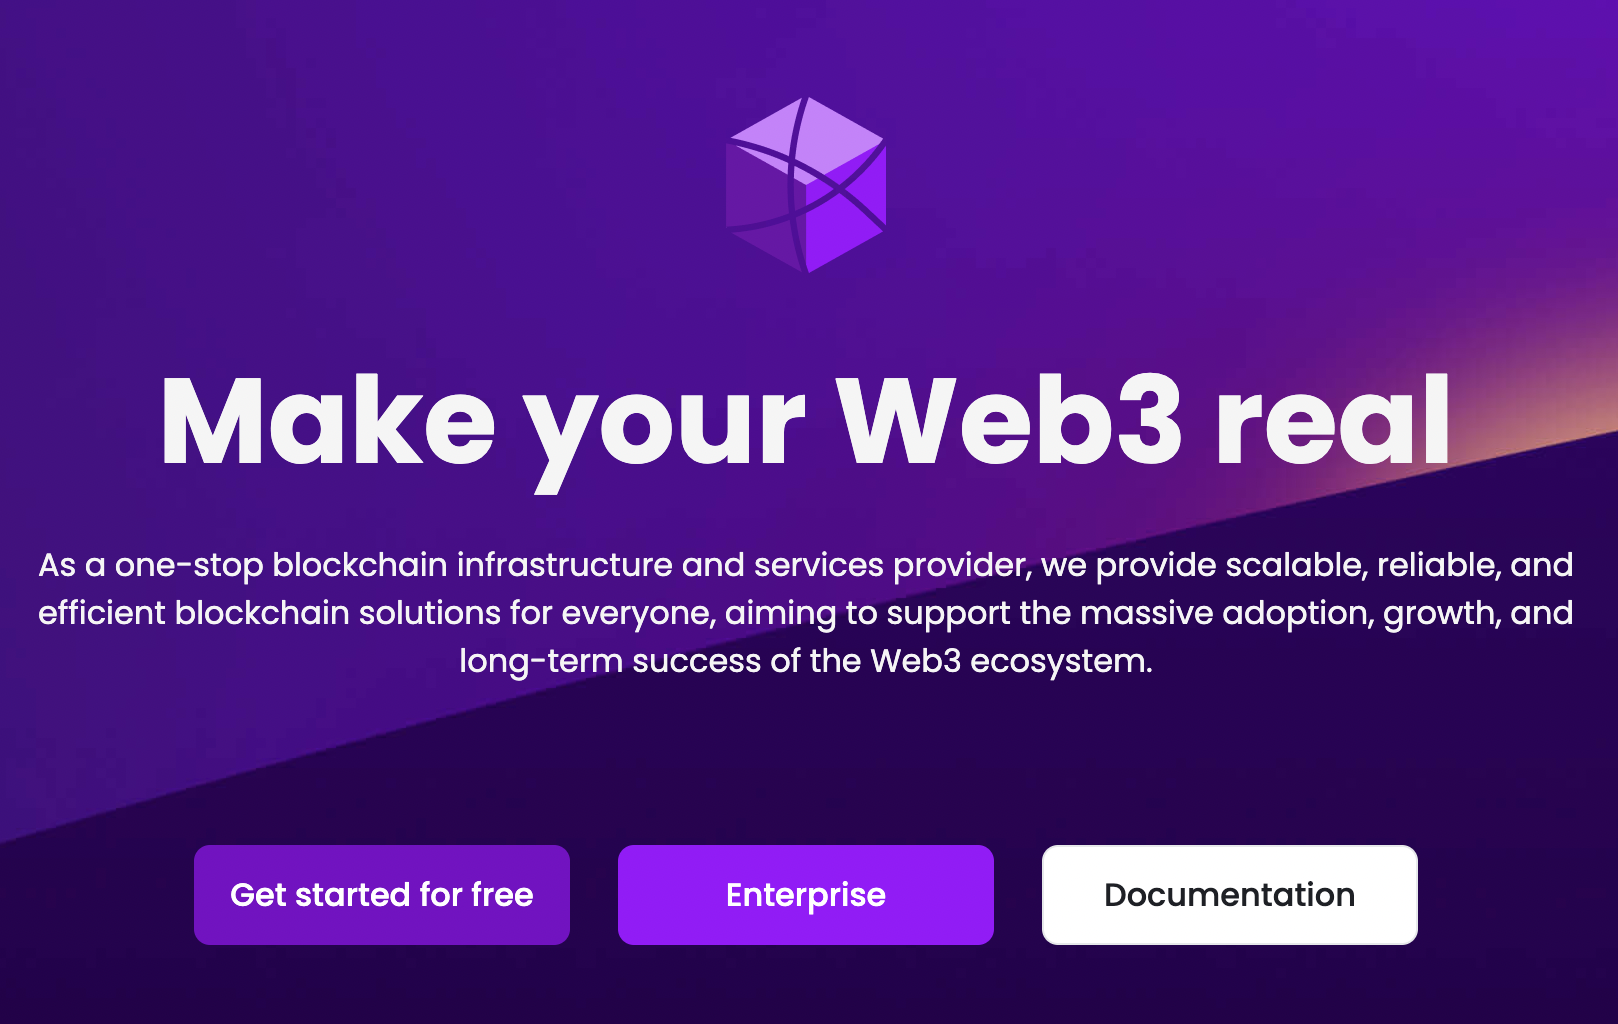 Make your Web3 real
As a one-stop blockchain infrastructure and services provider, we provide scalable, reliable, and
efficient blockchain solutions for everyone, aiming to support the massive adoption, growth, and
long-term success of the Web3 ecosystem.
Get started for free
Enterprise
Documentation